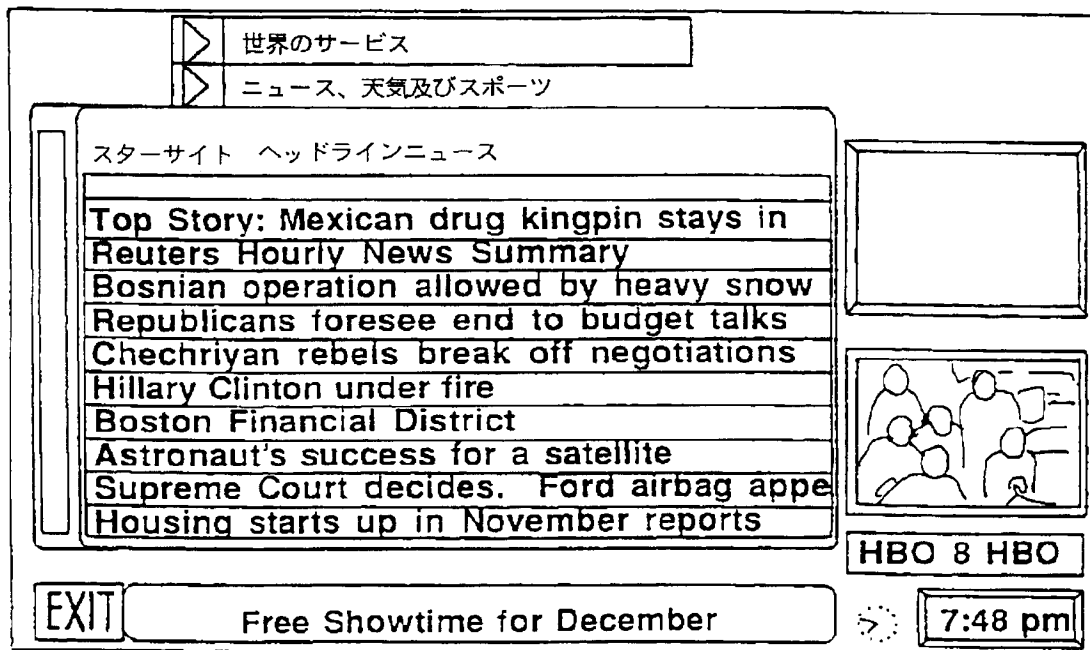 世界のサービス
ニュース、天気及びスポーツ
スターサイト ヘッドラインニュース
Top Story: Mexican drug kingpin stays in
Reuters Hourly News Summary
Bosnian operation allowed by heavy snow
Republicans foresee end to budget talks
Chechriyan rebels break off negotiations
Hillary Clinton under fire
Boston Financial District
Astronaut's success for a satellite
Supreme Court decides. Ford airbag appe
Housing starts up in November reports
HBO 8 HBO
EXIT
Free Showtime for December
7:48 pm